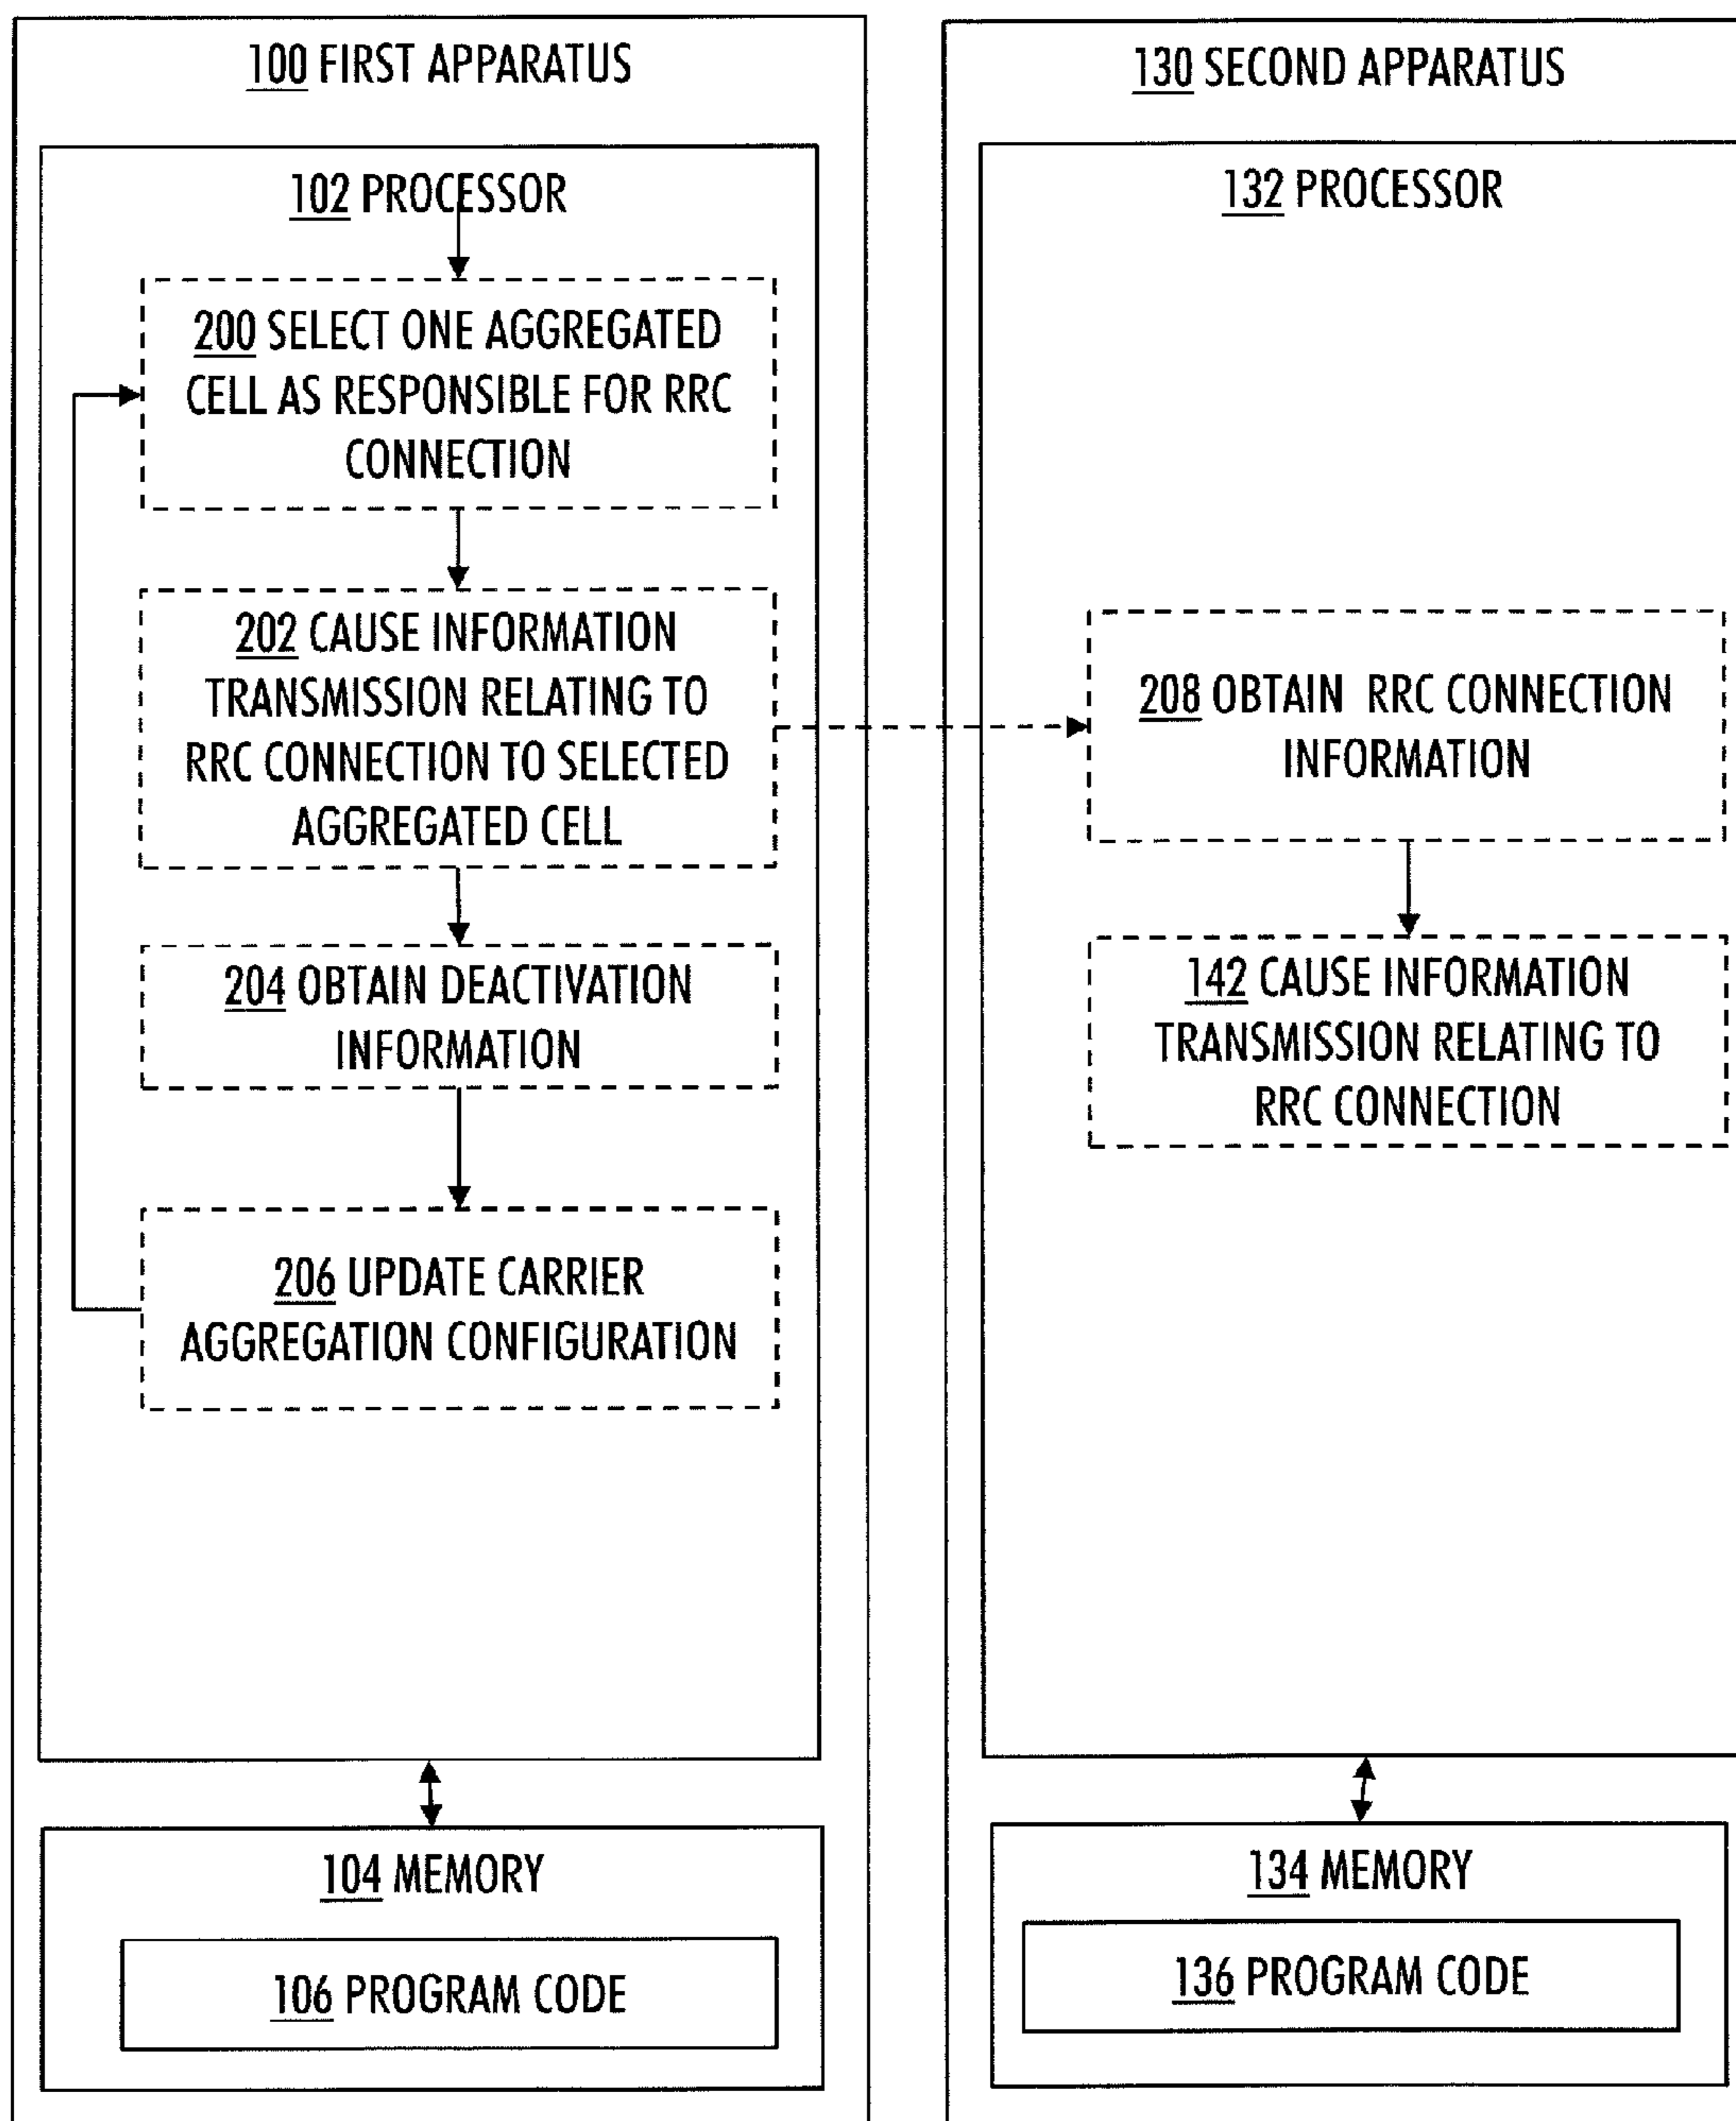 100 FIRST APPARATUS
102 PROCESSOR
200 SELECT ONE AGGREGATED
CELL AS RESPONSIBLE FOR RRC
CONNECTION
202 CAUSE INFORMATION
TRANSMISSION RELATING TO
RRC CONNECTION TO SELECTED
AGGREGATED CELL
204 OBTAIN DEACTIVATION
INFORMATION
206 UPDATE CARRIER
AGGREGATION CONFIGURATION
104 MEMORY
106 PROGRAM CODE
130 SECOND APPARATUS
132 PROCESSOR
208 OBTAIN RRC CONNECTION
INFORMATION
142 CAUSE INFORMATION
TRANSMISSION RELATING TO
RRC CONNECTION
134 MEMORY
136 PROGRAM CODE